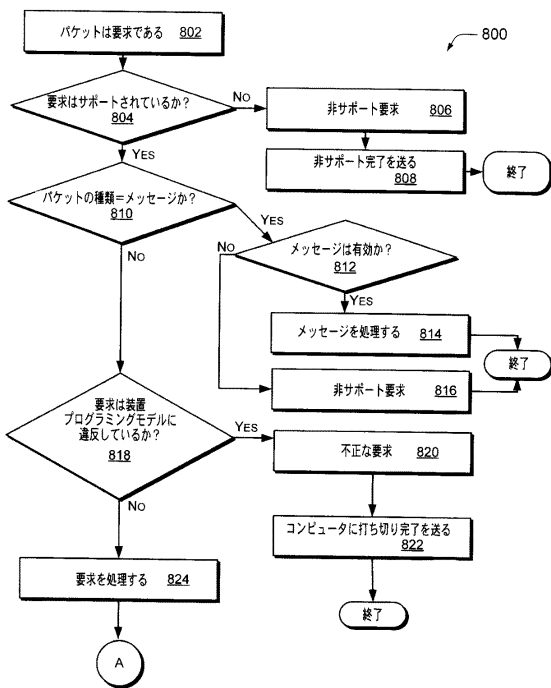 800
パケットは要求である 802
要求はサポートされているか?
804
NO
YES
非サポート要求 806
非サポート完了を送る
808
終了
パケットの種類=メッセージか?
810
YES
NO
メッセージは有効か?
812
NO
YES
メッセージを処理する 814
終了
非サポート要求 816
要求は装置
プログラミングモデルに
違反しているか?
818
YES
NO
不正な要求 820
コンピュータに打ち切り完了を送る
822
終了
要求を処理する 824
A